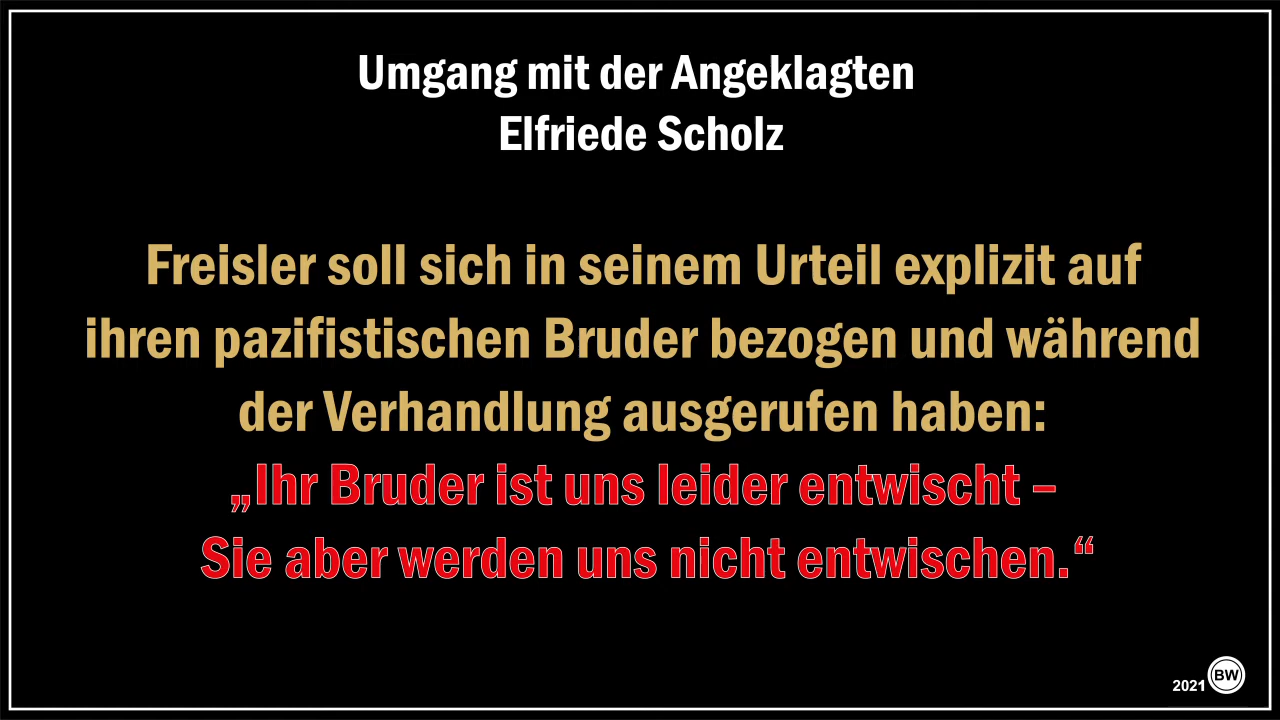 Umgang mit der Angeklagten
Elfriede Scholz
Freisler soll sich in seinem Urteil explizit auf
ihren pazifistischen Bruder bezogen und während
der Verhandlung ausgerufen haben:
„Ihr Bruder ist uns leider entwischt –
Sie aber werden uns nicht entwischen.“
2021 BW